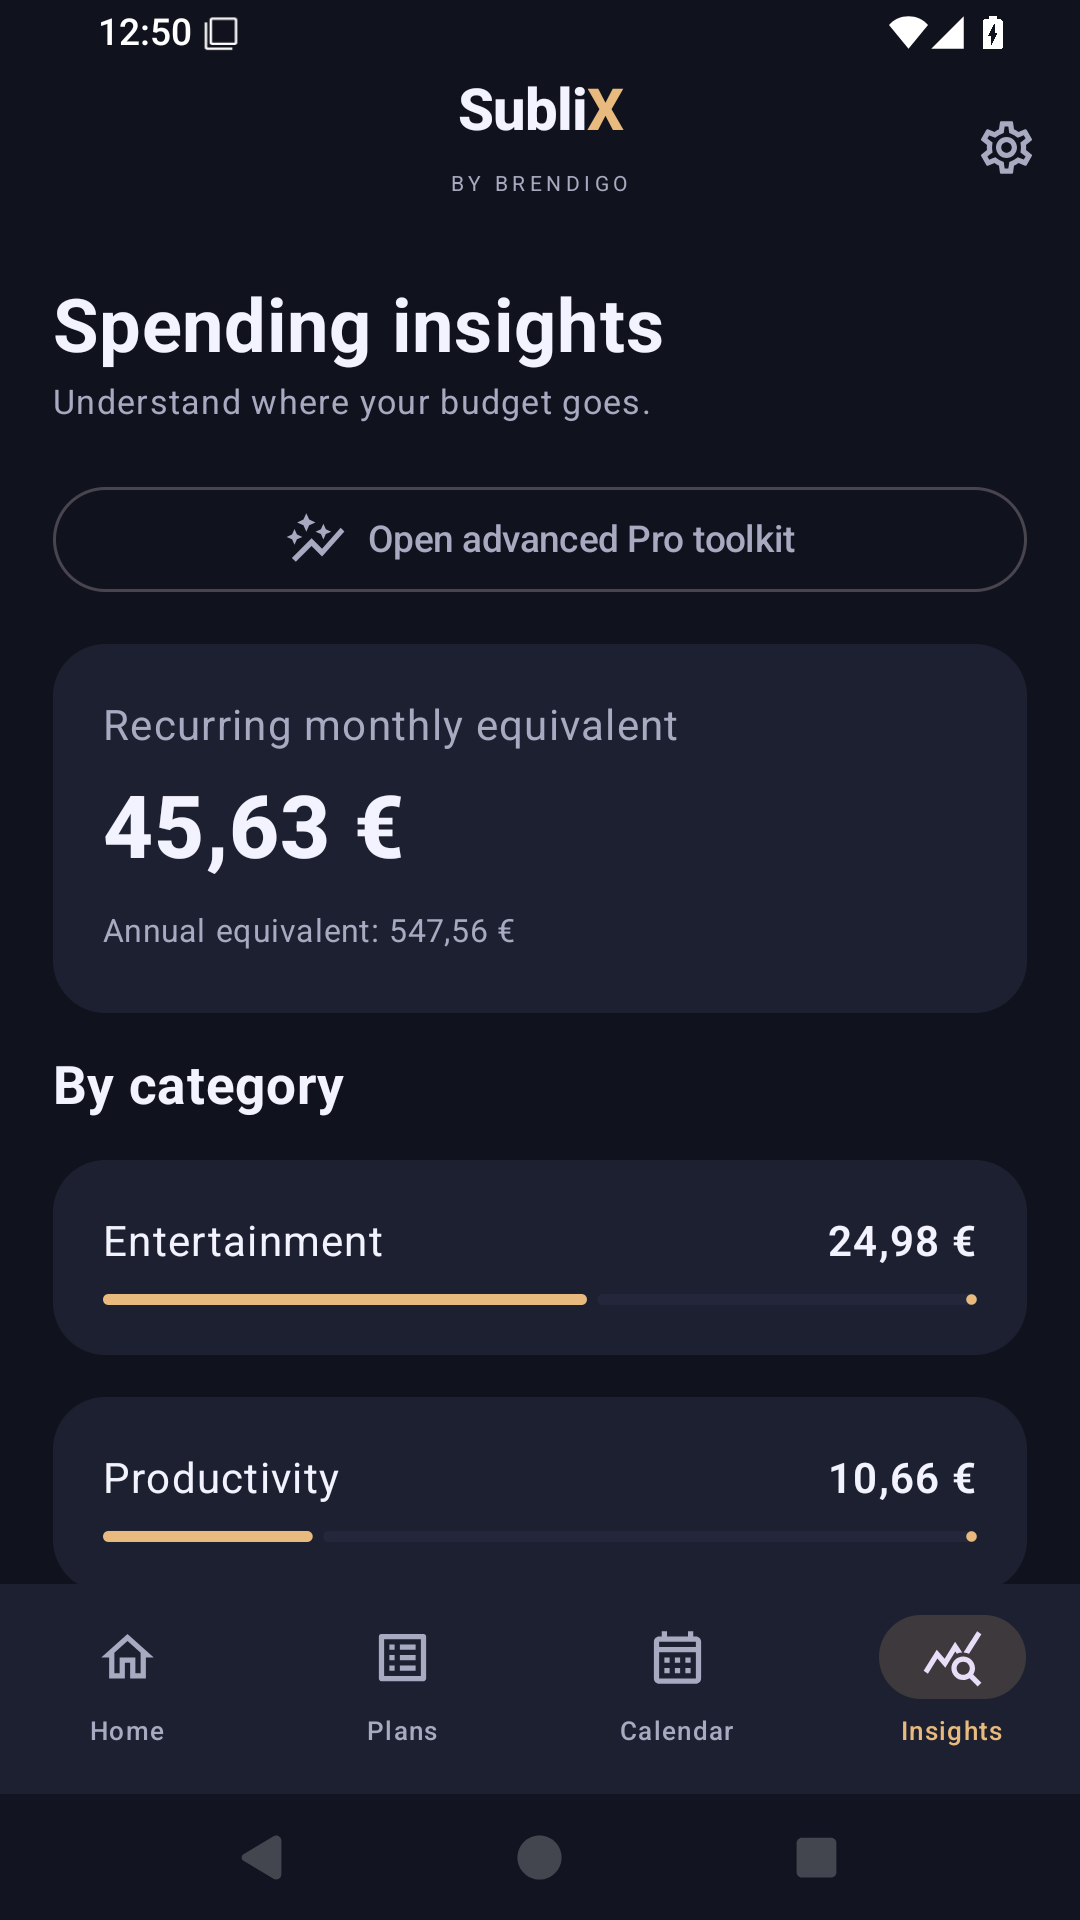 12:50
SubliX
BY BRENDIGO
Spending insights
Understand where your budget goes.
Open advanced Pro toolkit
Recurring monthly equivalent
45,63 €
Annual equivalent: 547,56 €
By category
Entertainment 24,98 €
Productivity 10,66 €
Home Plans Calendar Insights